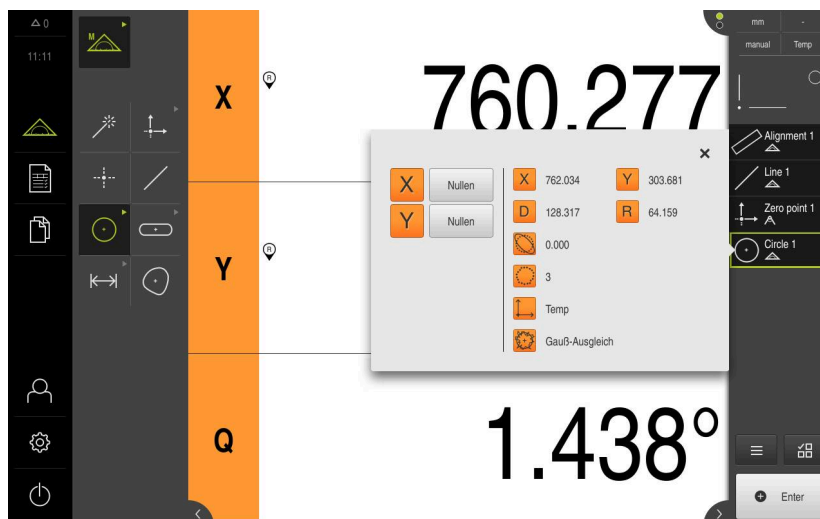 0
11:11
M
X
R
760.277
Y
R
Q
1.438°
X Nullen
Y Nullen
X 762.034 Y 303.681
D 128.317 R 64.159
0.000
3
Temp
Gauß-Ausgleich
mm -
manual Temp
Alignment 1
Line 1
Zero point 1
Circle 1
Enter